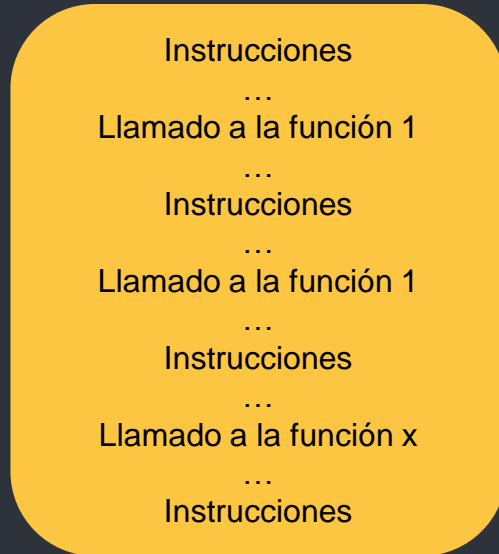 Instrucciones
…
Llamado a la función 1
…
Instrucciones
…
Llamado a la función 1
…
Instrucciones
…
Llamado a la función x
…
Instrucciones